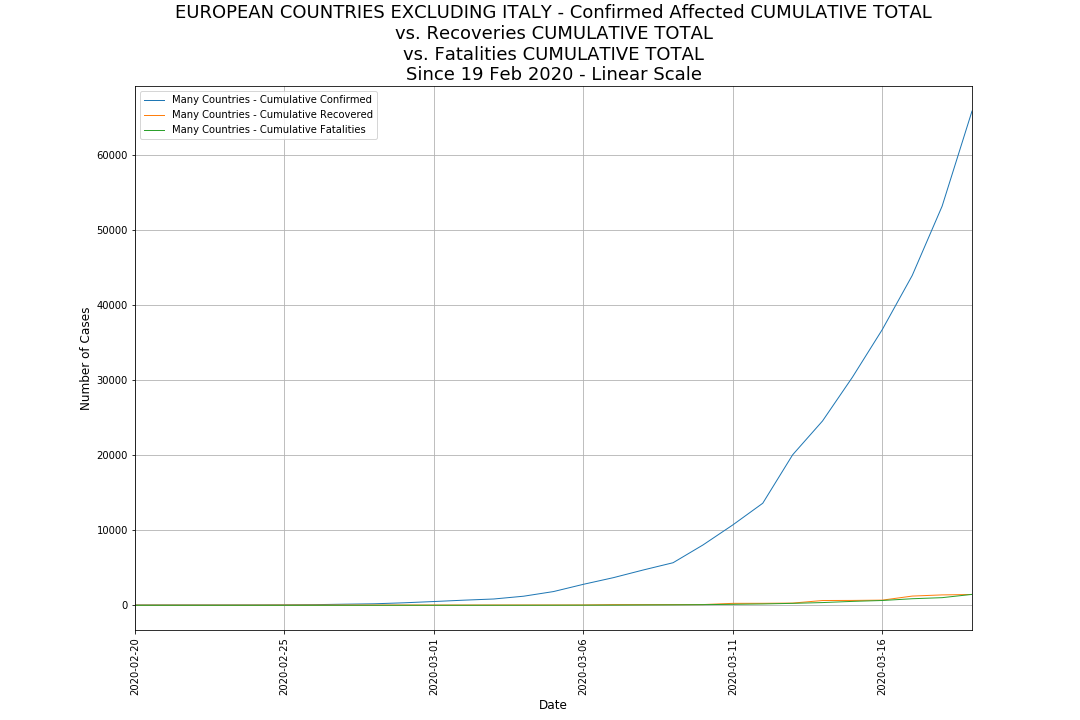 EUROPEAN COUNTRIES EXCLUDING ITALY - Confirmed Affected CUMULATIVE TOTAL
vs. Recoveries CUMULATIVE TOTAL
vs. Fatalities CUMULATIVE TOTAL
Since 19 Feb 2020 - Linear Scale
Many Countries - Cumulative Confirmed
Many Countries - Cumulative Recovered
Many Countries - Cumulative Fatalities
60000
50000
40000
30000
20000
10000
0
Number of Cases
2020-02-20
2020-02-25
2020-03-01
2020-03-06
2020-03-11
2020-03-16
Date